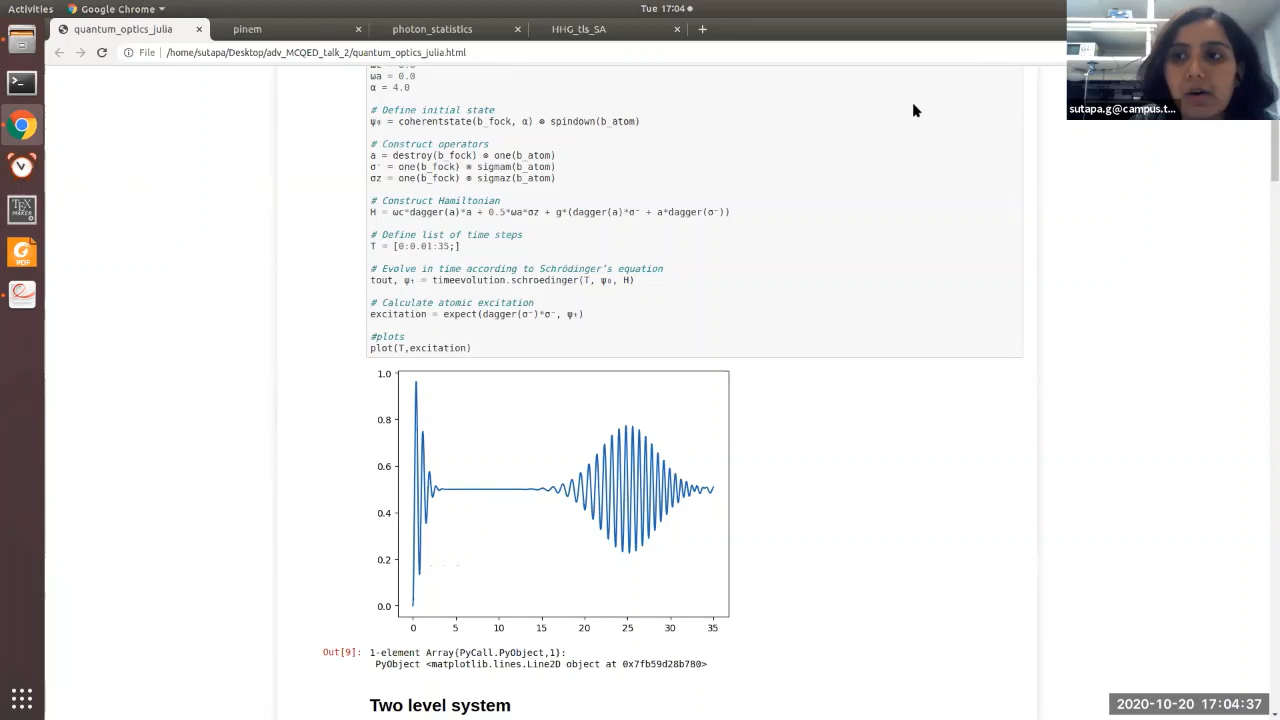 Activities
Google Chrome
Tue 17:04
quantum_optics_julia
pinem
photon_statistics
HHG_tls_SA
File
/home/sutapa/Desktop/adv_MCQED_talk_2/quantum_optics_julia.html
ωa = 0.0
α = 4.0
# Define initial state
ψ₀ = coherentstate(b_fock, α) ⊗ spindown(b_atom)
# Construct operators
a = destroy(b_fock) ⊗ one(b_atom)
σ⁻ = one(b_fock) ⊗ sigmam(b_atom)
σz = one(b_fock) ⊗ sigmaz(b_atom)
# Construct Hamiltonian
H = ωc*dagger(a)*a + 0.5*ωa*σz + g*(dagger(a)*σ⁻ + a*dagger(σ⁻))
# Define list of time steps
T = [0:0.01:35;]
# Evolve in time according to Schrödinger's equation
tout, ψₜ = timeevolution.schroedinger(T, ψ₀, H)
# Calculate atomic excitation
excitation = expect(dagger(σ⁻)*σ⁻, ψₜ)
#plots
plot(T,excitation)
1.0
0.8
0.6
0.4
0.2
0.0
0 5 10 15 20 25 30 35
Out[9]: 1-element Array{PyCall.PyObject,1}:
PyObject <matplotlib.lines.Line2D object at 0x7fb59d28b780>
Two level system
sutapa.g@campus.t...
TEX
MAKER
PDF
2020-10-20 17:04:37